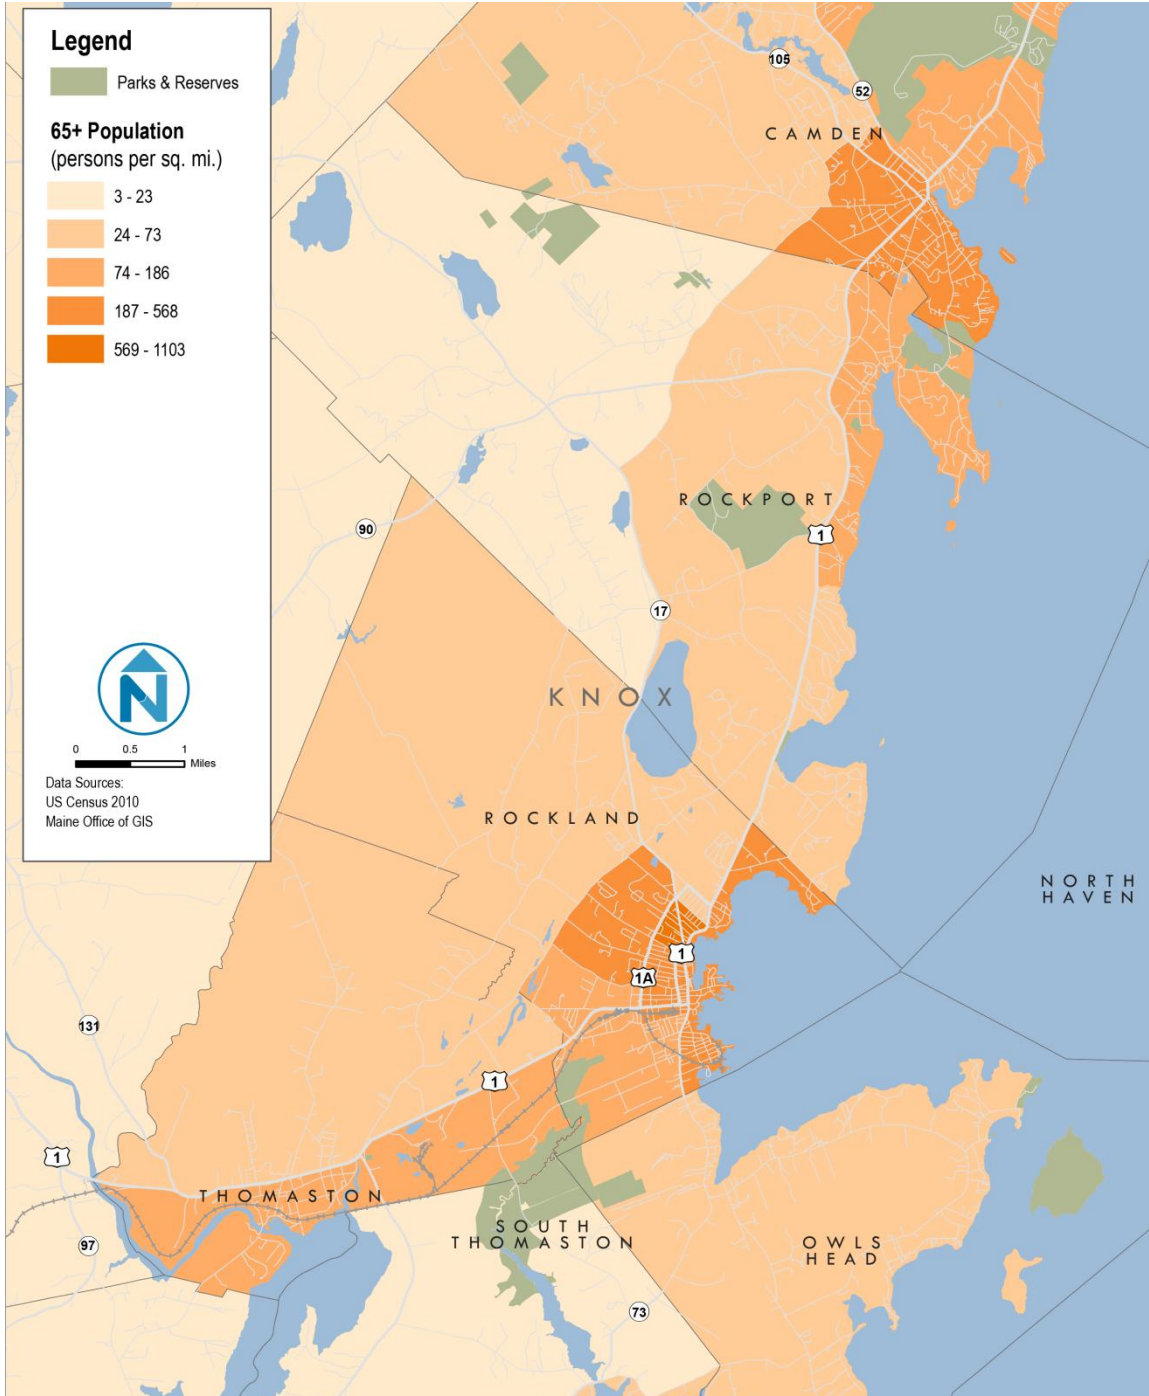 Legend
Parks & Reserves
65+ Population
(persons per sq. mi.)
3 - 23
24 - 73
74 - 186
187 - 568
569 - 1103
N
0 0.5 1
Miles
Data Sources:
US Census 2010
Maine Office of GIS
105
52
CAMDEN
ROCKPORT
90
1
17
KNOX
ROCKLAND
NORTH
HAVEN
1
1A
131
1
1
THOMASTON
97
SOUTH
THOMASTON
OWLS
HEAD
73